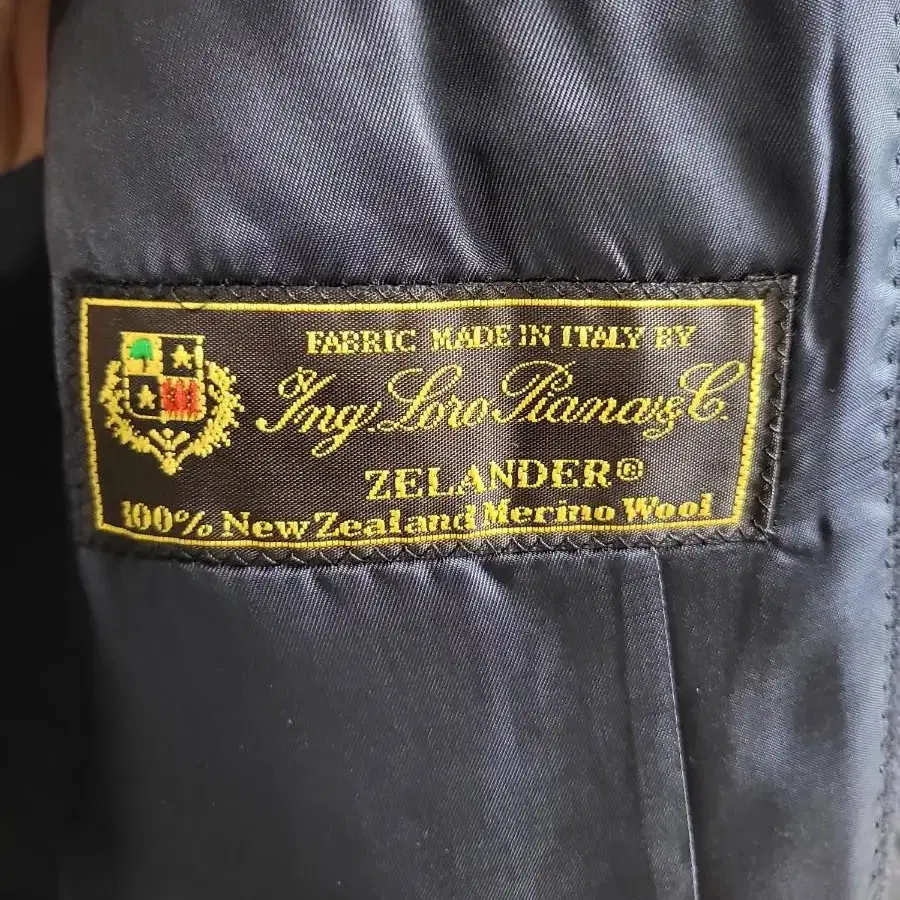 FABRIC MADE IN ITALY BY
Ing. Loro Piana & C.
ZELANDER®
100% New Zealand Merino Wool